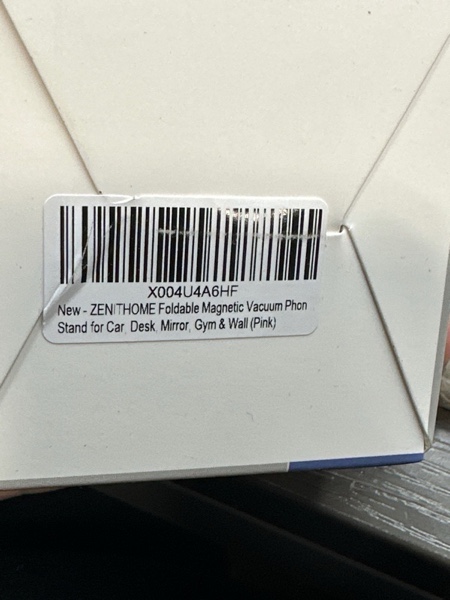 X004U4A6HF
New - ZENITHOME Foldable Magnetic Vacuum Phon
Stand for Car, Desk, Mirror, Gym & Wall (Pink)